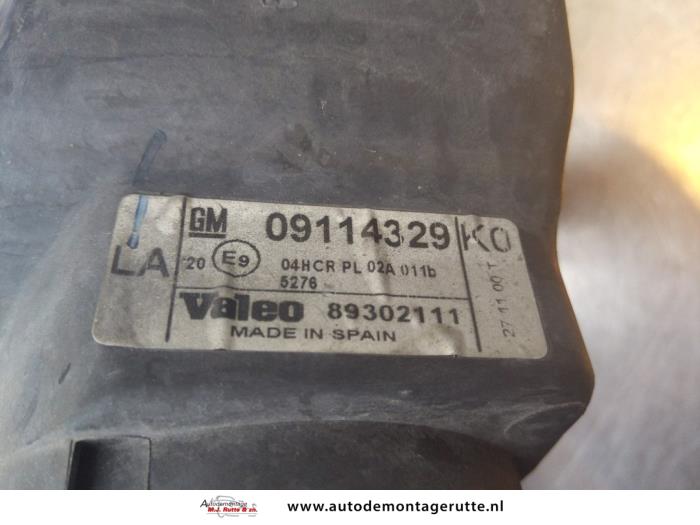 GM 09114329 KO
LA 20 E9 04HCR PL 02A 011b
5276
Valeo 89302111
MADE IN SPAIN
27 11 00 T
Autodemontage
M.J. Rutte & zn.
www.autodemontagerutte.nl